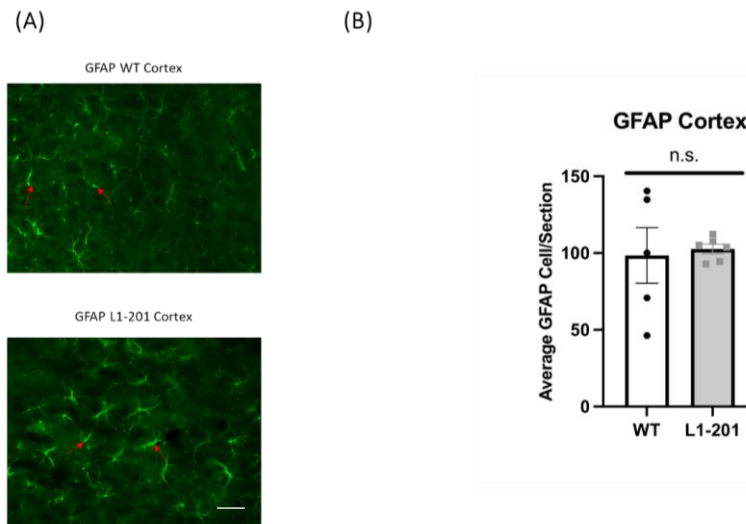 (A)
(B)
GFAP WT Cortex
GFAP L1-201 Cortex
GFAP Cortex
n.s.
150
100
50
0
Average GFAP Cell/Section
WT
L1-201